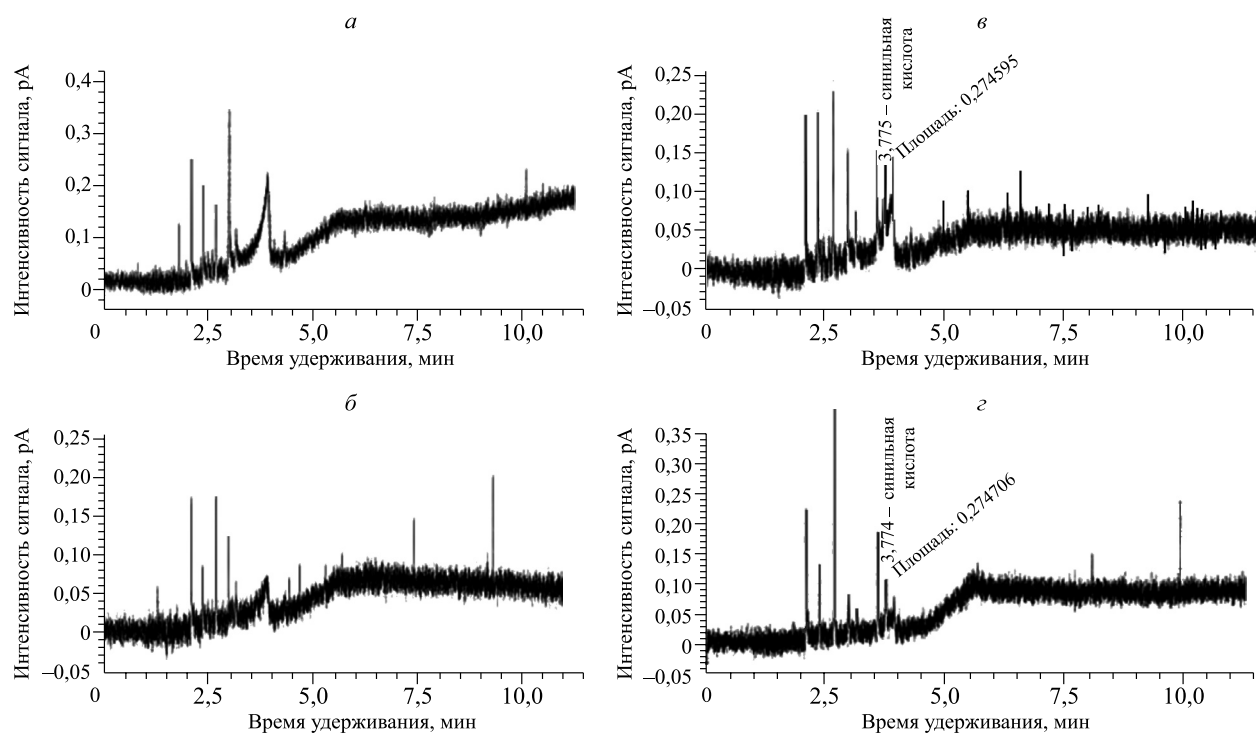 а
Интенсивность сигнала, pA
0,4
0,3
0,2
0,1
0
0
2,5
5,0
7,5
10,0
Время удерживания, мин
в
Интенсивность сигнала, pA
0,25
0,20
0,15
0,10
0,05
0
–0,05
3,775 – синильная
кислота
Площадь: 0,274595
0
2,5
5,0
7,5
10,0
Время удерживания, мин
б
Интенсивность сигнала, pA
0,25
0,20
0,15
0,10
0,05
0
–0,05
0
2,5
5,0
7,5
10,0
Время удерживания, мин
г
Интенсивность сигнала, pA
0,35
0,30
0,25
0,20
0,15
0,10
0,05
0
–0,05
3,774 – синильная
кислота
Площадь: 0,274706
0
2,5
5,0
7,5
10,0
Время удерживания, мин